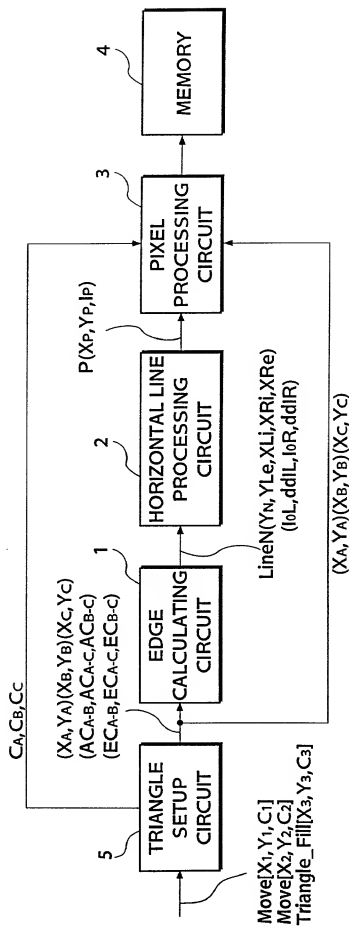 CA,CB,CC
5
TRIANGLE
SETUP
CIRCUIT
Move[X1,Y1,C1]
Move[X2,Y2,C2]
Triangle_Fill[X3,Y3,C3]
(XA,YA)(XB,YB)(XC,YC)
(ACA-B,ACA-C,ACB-C)
(ECA-B,ECA-C,ECB-C)
1
EDGE
CALCULATING
CIRCUIT
LineN(YN,YLe,XLi,XRi,XRe)
(IoL,ddIL,IoR,ddIR)
2
HORIZONTAL LINE
PROCESSING
CIRCUIT
P(XP,YP,IP)
3
PIXEL
PROCESSING
CIRCUIT
(XA,YA)(XB,YB)(XC,YC)
4
MEMORY